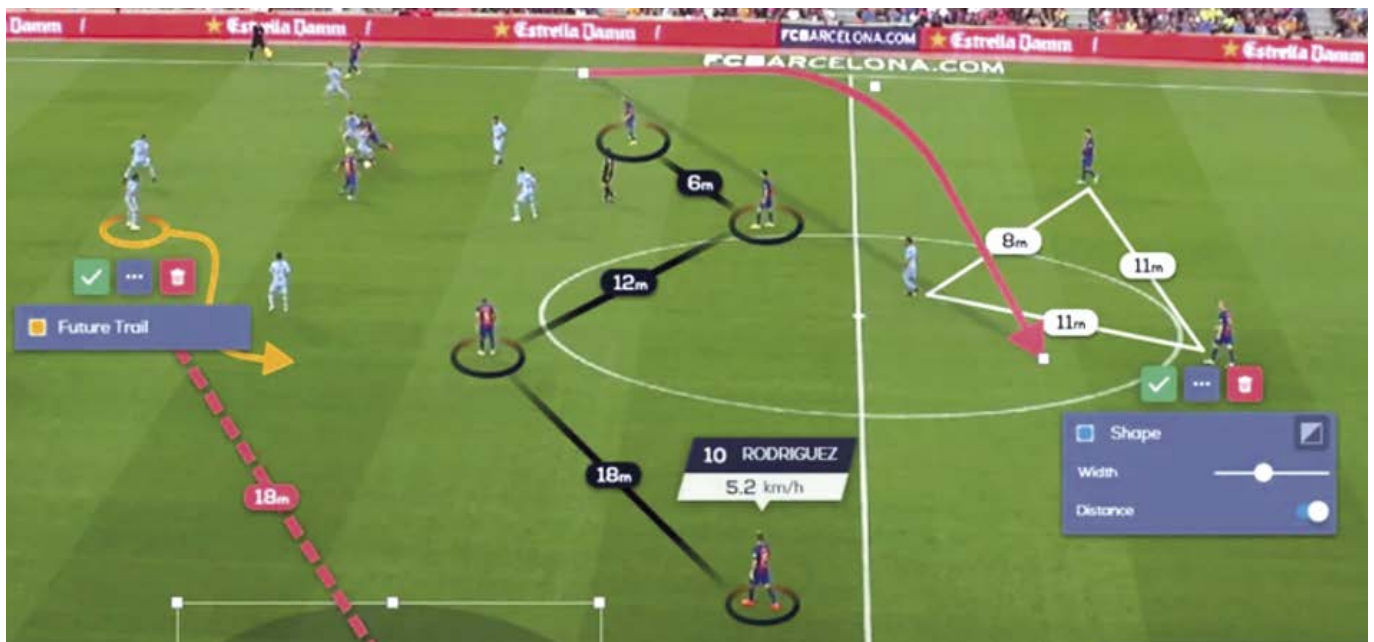 Damm
Estrella Damm
Estrella Damm
FCBARCELONA.COM
Estrella Damm
Estrella Damm
FCBARCELONA.COM
6m
8m
11m
12m
11m
Future Trail
10 RODRIGUEZ
5.2 km/h
Shape
Width
Distance
18m
18m